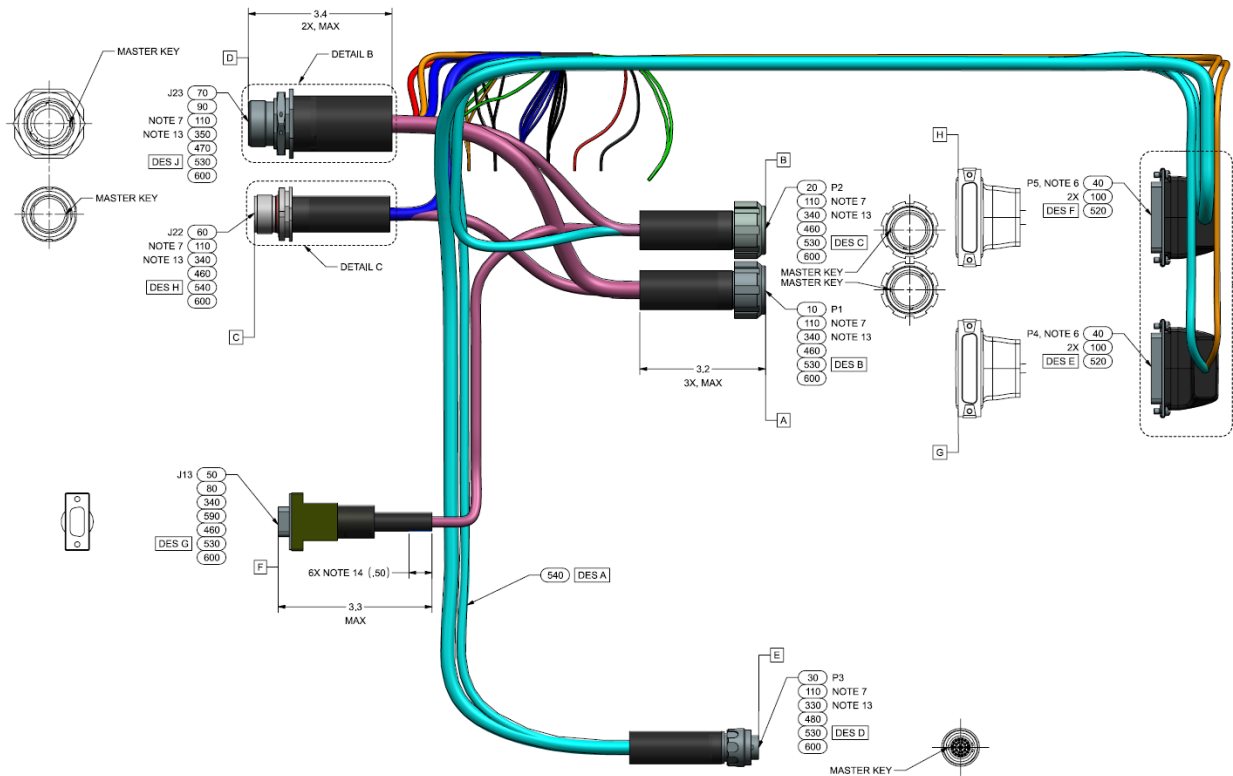 3.4
2X, MAX
MASTER KEY
D
DETAIL B
J23 70
90
NOTE 7 110
NOTE 13 350
470
DES J 530
600
MASTER KEY
J22 60
NOTE 7 110
NOTE 13 340
460
DES H 540
600
DETAIL C
C
B
20 P2
110 NOTE 7
340 NOTE 13
460
530 DES C
600
MASTER KEY
MASTER KEY
10 P1
110 NOTE 7
340 NOTE 13
460
530 DES B
600
3.2
3X, MAX
A
H
P5, NOTE 6 40
2X 100
DES F 520
P4, NOTE 6 40
2X 100
DES E 520
G
J13 50
80
340
590
460
DES G 530
600
F
6X NOTE 14 (.50)
3.3
MAX
540 DES A
E
30 P3
110 NOTE 7
330 NOTE 13
480
530 DES D
600
MASTER KEY